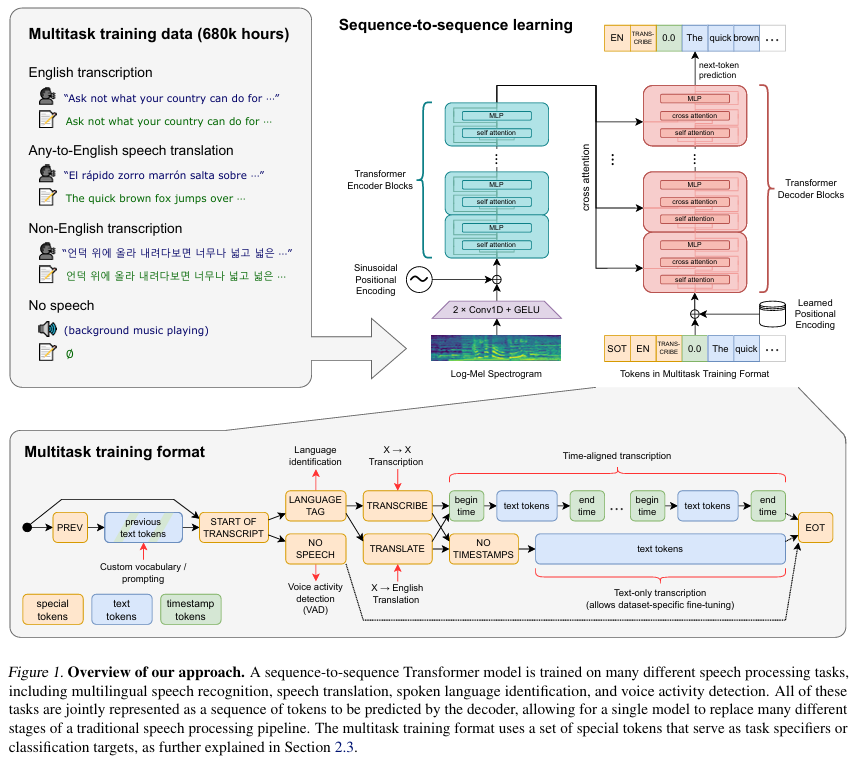 Multitask training data (680k hours)
English transcription
“Ask not what your country can do for ⋯”
Ask not what your country can do for ⋯
Any-to-English speech translation
“El rápido zorro marrón salta sobre ⋯”
The quick brown fox jumps over ⋯
Non-English transcription
“언덕 위에 올라 내려다보면 너무나 넓고 넓은 ⋯”
언덕 위에 올라 내려다보면 너무나 넓고 넓은 ⋯
No speech
(background music playing)
Ø
Sequence-to-sequence learning
EN TRANS-CRIBE 0.0 The quick brown ⋯
next-token
prediction
MLP
self attention
⋮
MLP
self attention
MLP
self attention
Transformer
Encoder Blocks
Sinusoidal
Positional
Encoding
~
2 × Conv1D + GELU
Log-Mel Spectrogram
cross attention
⋮
MLP
cross attention
self attention
⋮
MLP
cross attention
self attention
MLP
cross attention
self attention
Transformer
Decoder Blocks
Learned
Positional
Encoding
SOT EN TRANS-CRIBE 0.0 The quick ⋯
Tokens in Multitask Training Format
Multitask training format
Language
identification
X → X
Transcription
Time-aligned transcription
PREV
previous
text tokens
START OF
TRANSCRIPT
LANGUAGE
TAG
NO
SPEECH
TRANSCRIBE
TRANSLATE
begin
time
text tokens
end
time
⋯
begin
time
text tokens
end
time
NO
TIMESTAMPS
text tokens
EOT
Custom vocabulary /
prompting
Voice activity
detection
(VAD)
X → English
Translation
Text-only transcription
(allows dataset-specific fine-tuning)
special
tokens
text
tokens
timestamp
tokens
Figure 1. Overview of our approach. A sequence-to-sequence Transformer model is trained on many different speech processing tasks,
including multilingual speech recognition, speech translation, spoken language identification, and voice activity detection. All of these
tasks are jointly represented as a sequence of tokens to be predicted by the decoder, allowing for a single model to replace many different
stages of a traditional speech processing pipeline. The multitask training format uses a set of special tokens that serve as task specifiers or
classification targets, as further explained in Section 2.3.